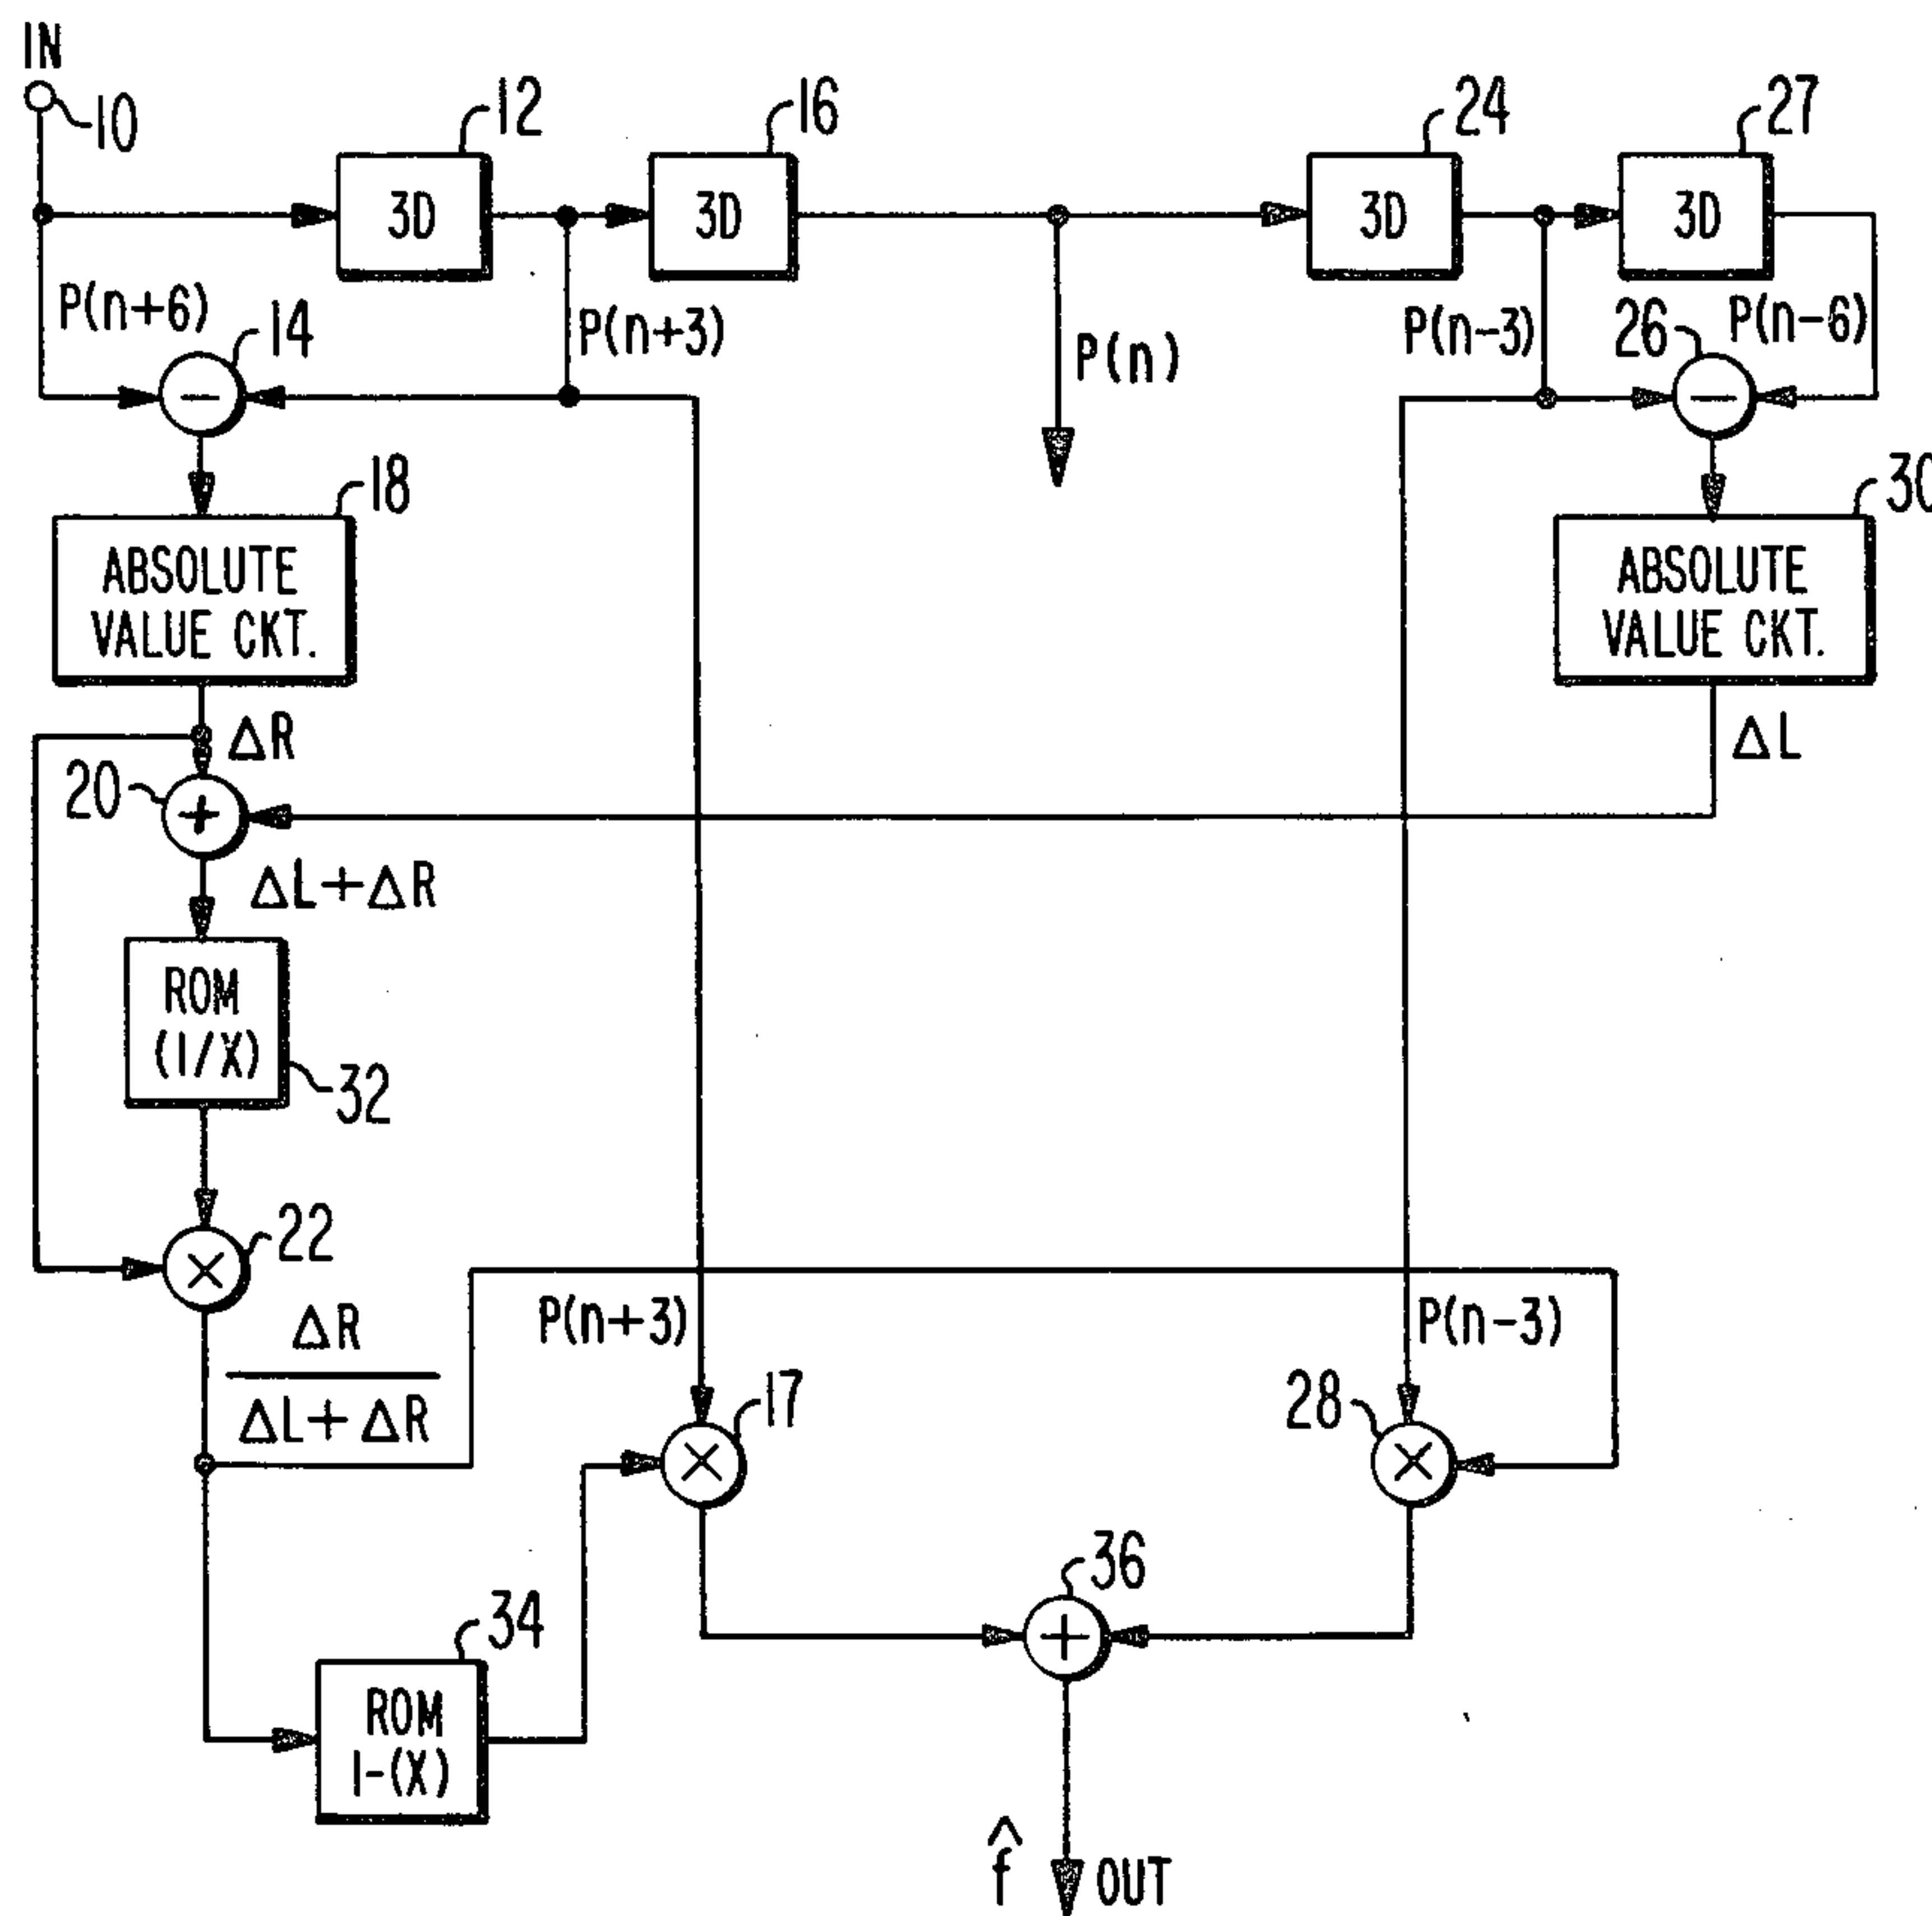 IN
10
12
16
24
27
3D
3D
3D
3D
P(n+6)
14
P(n+3)
P(n)
P(n-3)
26
P(n-6)
−
−
18
30
ABSOLUTE
VALUE CKT.
ABSOLUTE
VALUE CKT.
ΔR
ΔL
20
+
ΔL+ΔR
ROM
(1/X)
32
22
×
ΔR
ΔL+ΔR
P(n+3)
P(n-3)
17
28
×
×
36
+
34
ROM
1-(X)
f̂
OUT